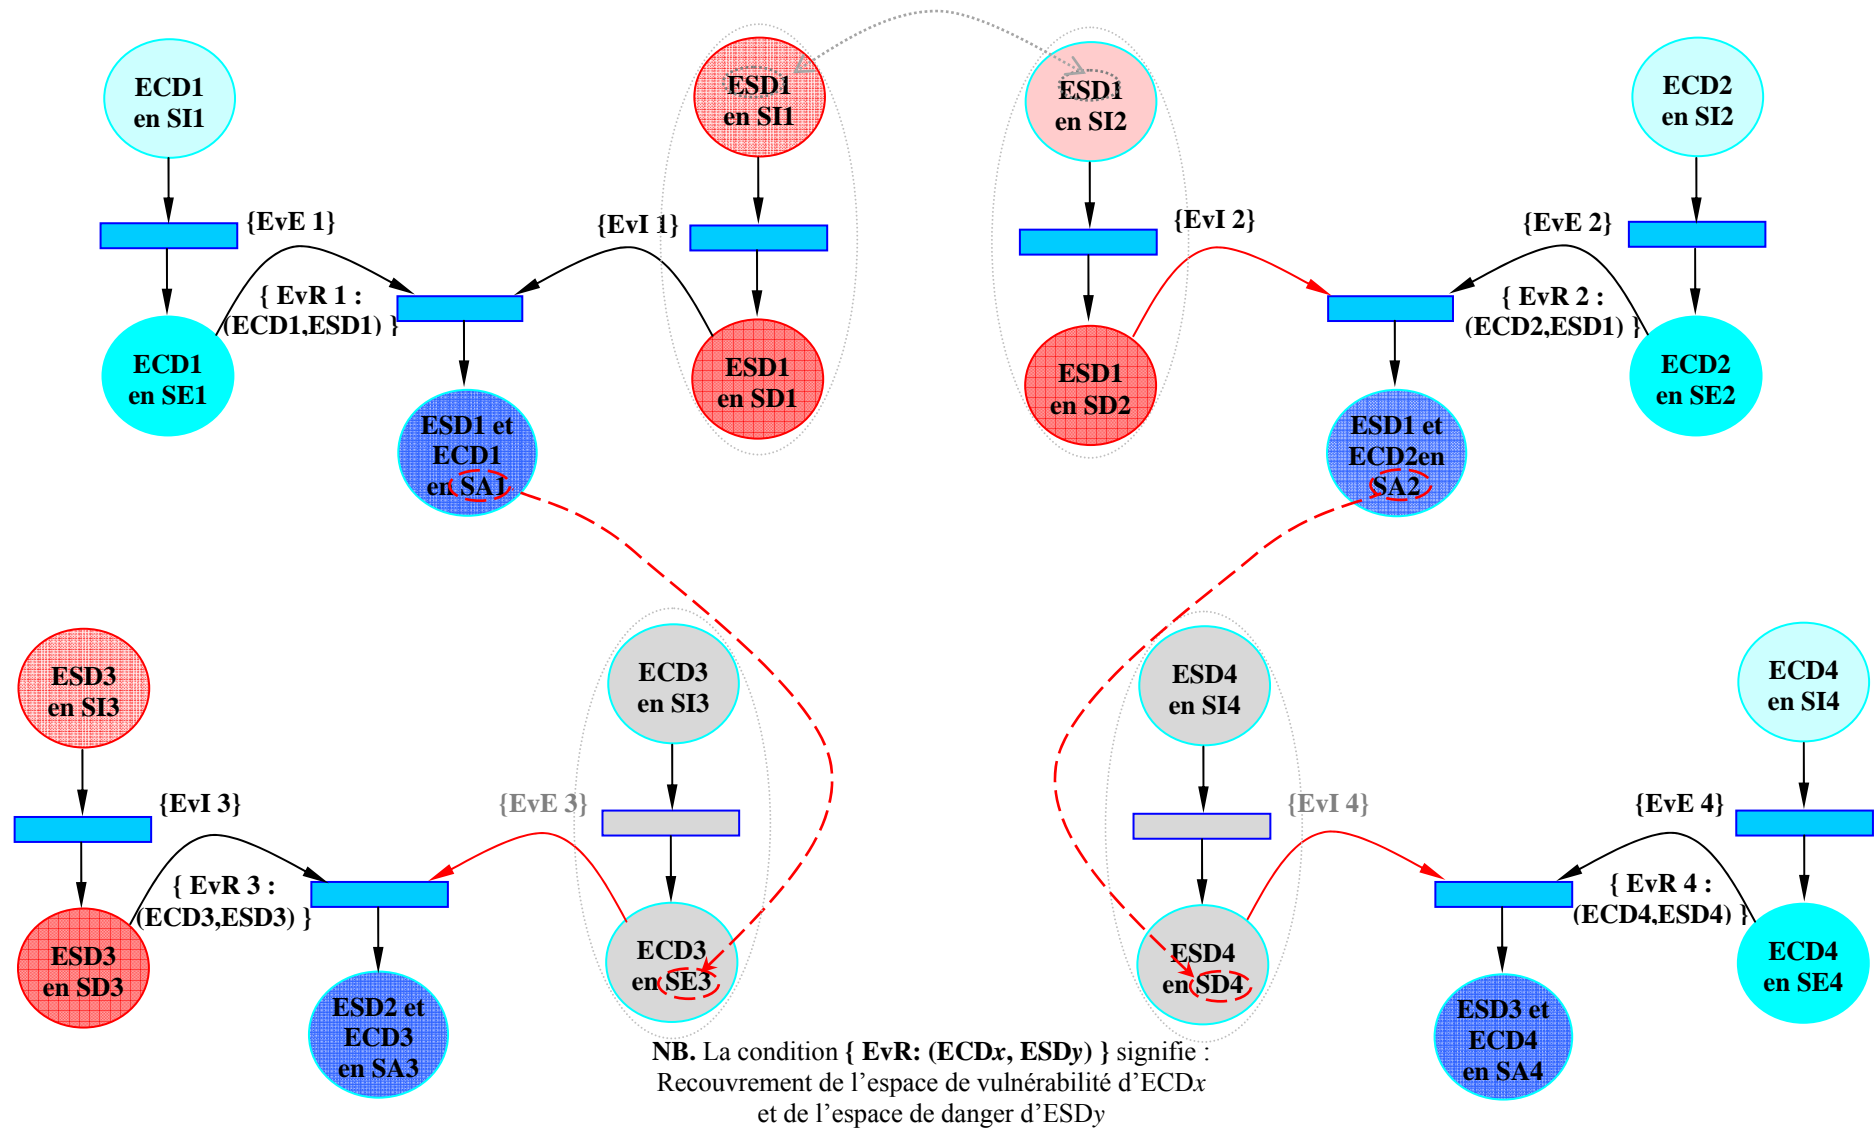 ECD1
en SI1
ESD1
en SI1
ESD1
en SI2
ECD2
en SI2
{EvE 1}
{EvI 1}
{EvI 2}
{EvE 2}
{ EvR 1 :
(ECD1,ESD1) }
{ EvR 2 :
(ECD2,ESD1) }
ECD1
en SE1
ESD1
en SD1
ESD1
en SD2
ECD2
en SE2
ESD1 et
ECD1
en SA1
ESD1 et
ECD2en
SA2
ESD3
en SI3
ECD3
en SI3
ESD4
en SI4
ECD4
en SI4
{EvI 3}
{EvE 3}
{EvI 4}
{EvE 4}
{ EvR 3 :
(ECD3,ESD3) }
{ EvR 4 :
(ECD4,ESD4) }
ESD3
en SD3
ECD3
en SE3
ESD4
en SD4
ECD4
en SE4
ESD2 et
ECD3
en SA3
ESD3 et
ECD4
en SA4
NB. La condition { EvR: (ECDx, ESDy) } signifie :
Recouvrement de l’espace de vulnérabilité d’ECDx
et de l’espace de danger d’ESDy